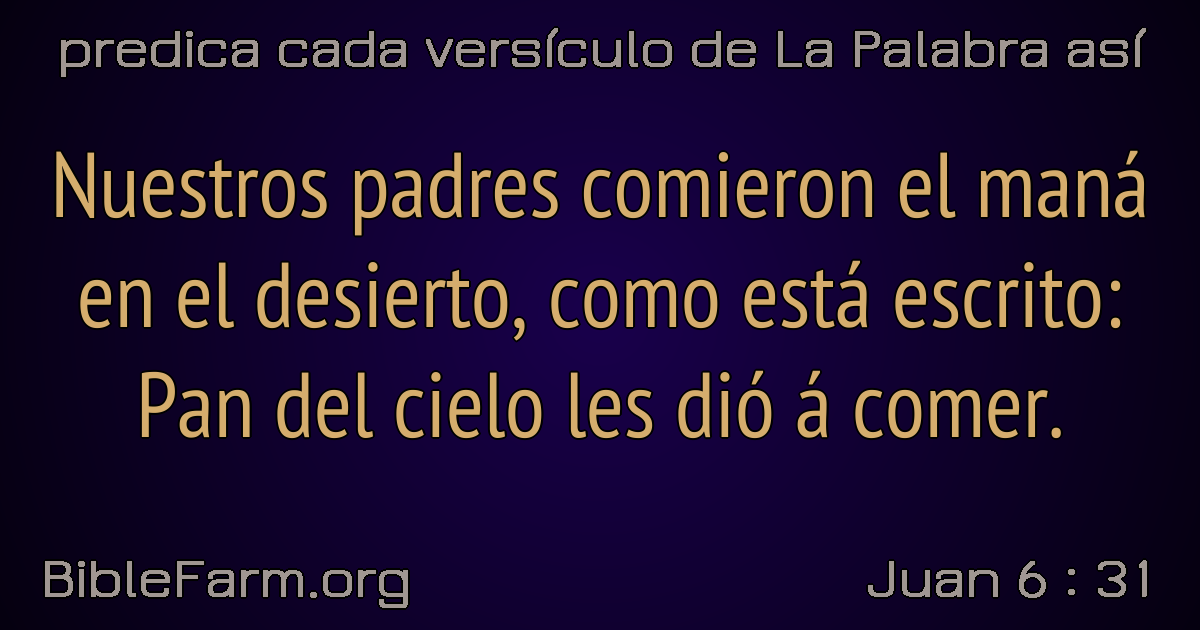 predica cada versículo de La Palabra así
Nuestros padres comieron el maná
en el desierto, como está escrito:
Pan del cielo les dió á comer.
BibleFarm.org
Juan 6 : 31